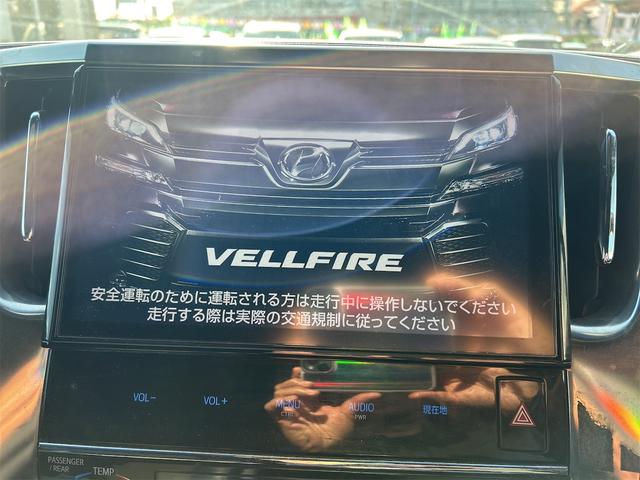 VELLFIRE
安全運転のために運転される方は走行中に操作しないでください
走行する際は実際の交通規制に従ってください
VOL-
VOL+
MENU
CTRL
AUDIO
PWR
現在地
PASSENGER
/REAR
TEMP